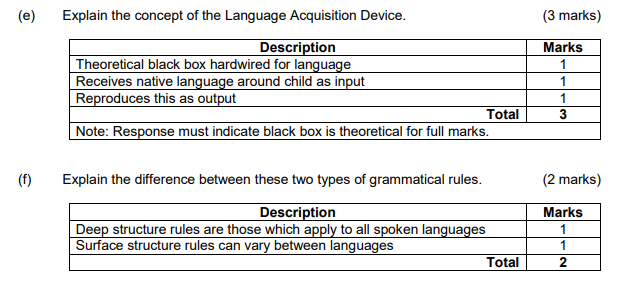 (e) Explain the concept of the Language Acquisition Device. (3 marks)
Description Marks
Theoretical black box hardwired for language 1
Receives native language around child as input 1
Reproduces this as output 1
Total 3
Note: Response must indicate black box is theoretical for full marks.
(f) Explain the difference between these two types of grammatical rules. (2 marks)
Description Marks
Deep structure rules are those which apply to all spoken languages 1
Surface structure rules can vary between languages 1
Total 2